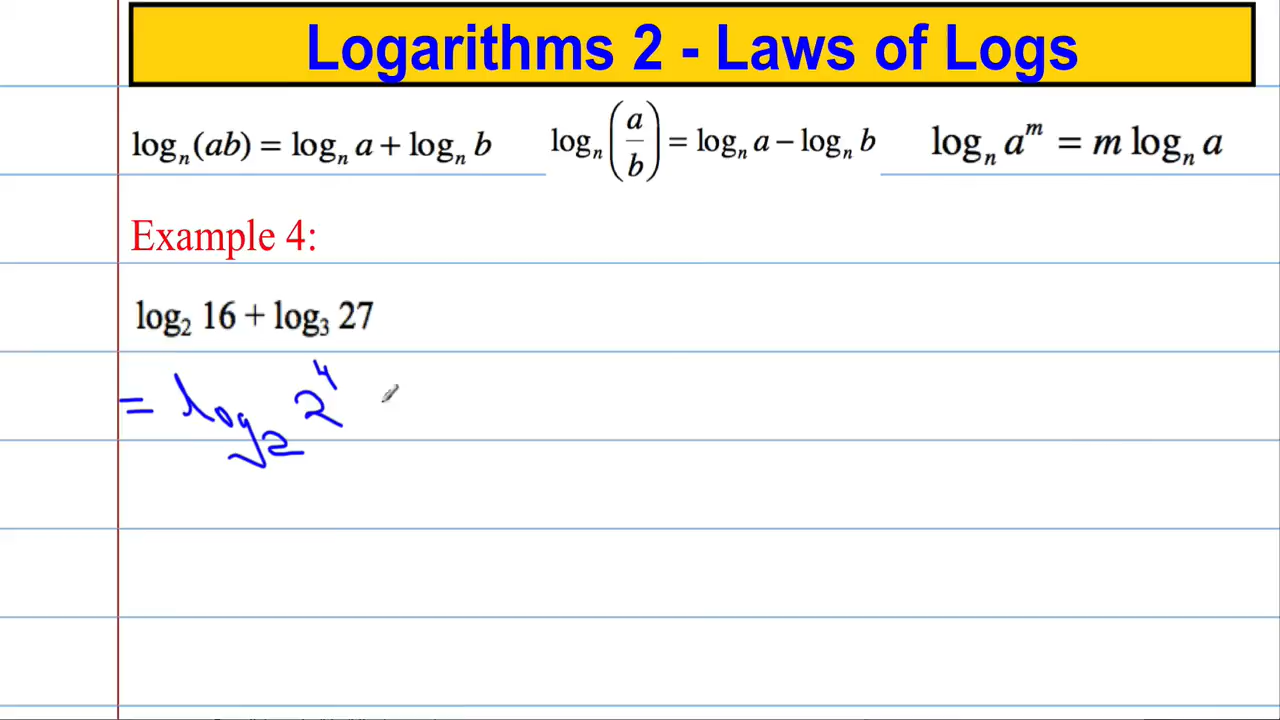 Logarithms 2 - Laws of Logs
logₙ(ab) = logₙ a + logₙ b   logₙ(a/b) = logₙ a − logₙ b   logₙ aᵐ = m logₙ a
Example 4:
log₂ 16 + log₃ 27
= log₂ 2⁴